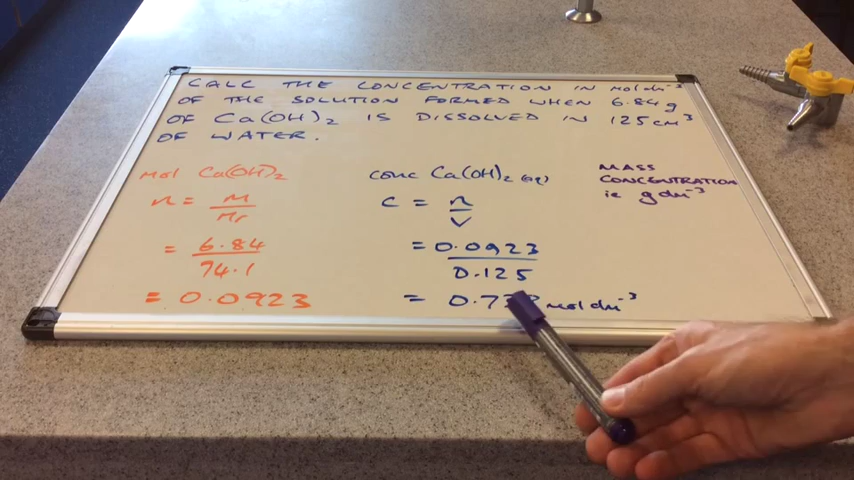 CALC THE CONCENTRATION IN mol dm⁻³
OF THE SOLUTION FORMED WHEN 6.84g
OF Ca(OH)₂ IS DISSOLVED IN 125cm³
OF WATER.
mol Ca(OH)₂
n = m / Mr
= 6.84 / 74.1
= 0.0923
conc Ca(OH)₂ (aq)
c = n / v
= 0.0923 / 0.125
= mol dm⁻³
MASS
CONCENTRATION
ie g dm⁻³